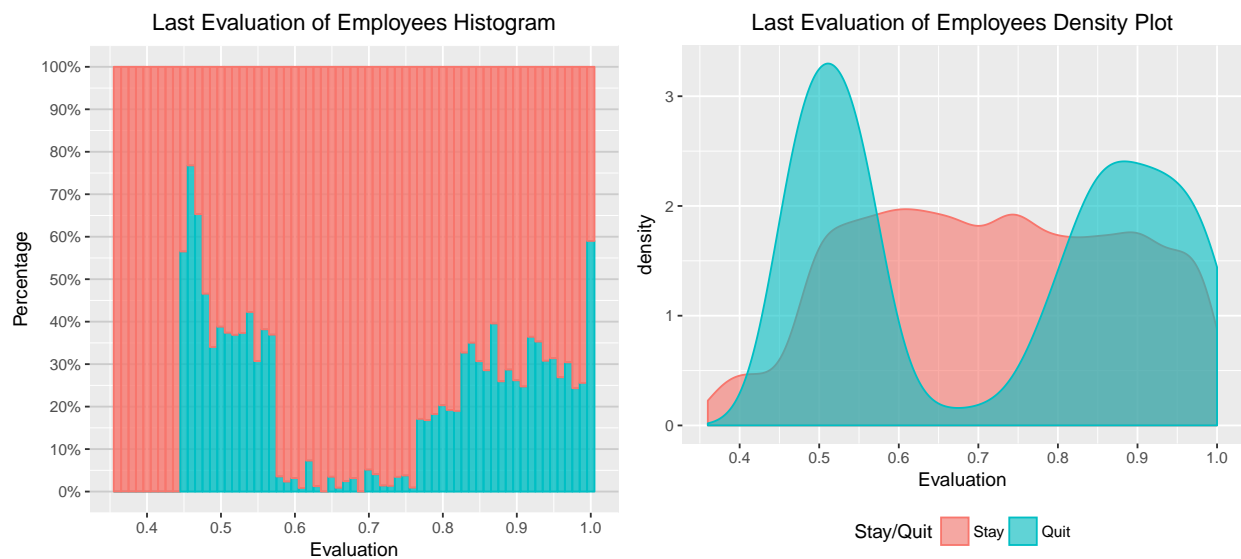 Last Evaluation of Employees Histogram
Percentage
100%
90%
80%
70%
60%
50%
40%
30%
20%
10%
0%
0.4 0.5 0.6 0.7 0.8 0.9 1.0
Evaluation
Last Evaluation of Employees Density Plot
density
3
2
1
0
0.4 0.5 0.6 0.7 0.8 0.9 1.0
Evaluation
Stay/Quit Stay Quit